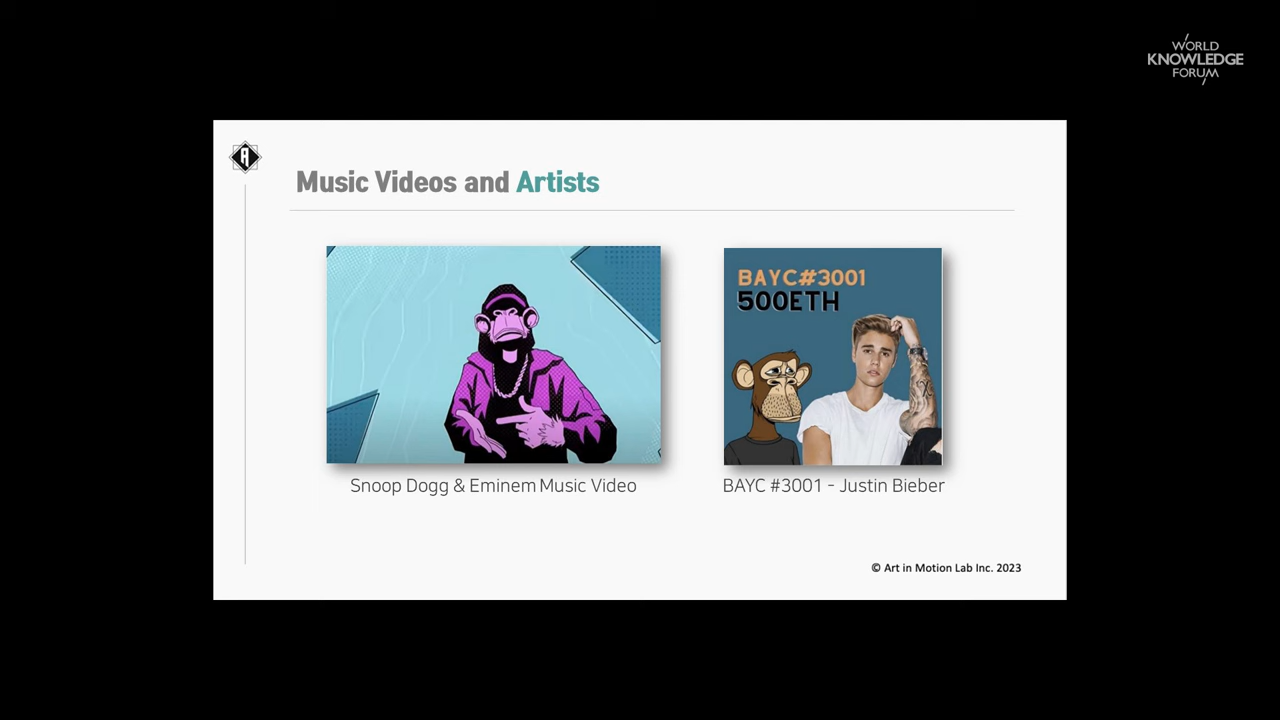 WORLD
KNOWLEDGE
FORUM
Music Videos and Artists
BAYC#3001
500ETH
Snoop Dogg & Eminem Music Video
BAYC #3001 - Justin Bieber
© Art in Motion Lab Inc. 2023